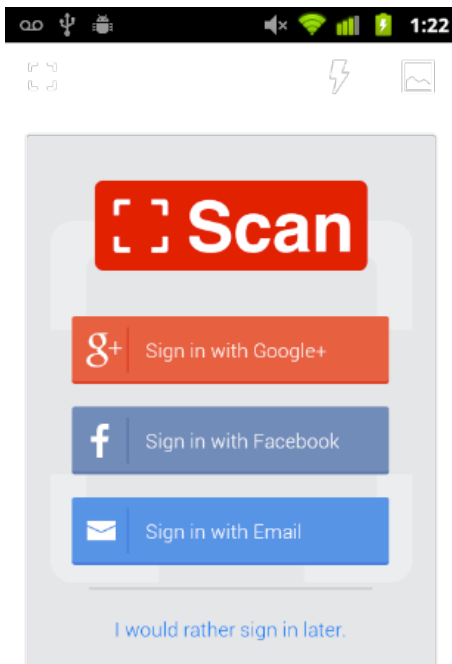 1:22
Scan
g+ Sign in with Google+
f Sign in with Facebook
Sign in with Email
I would rather sign in later.